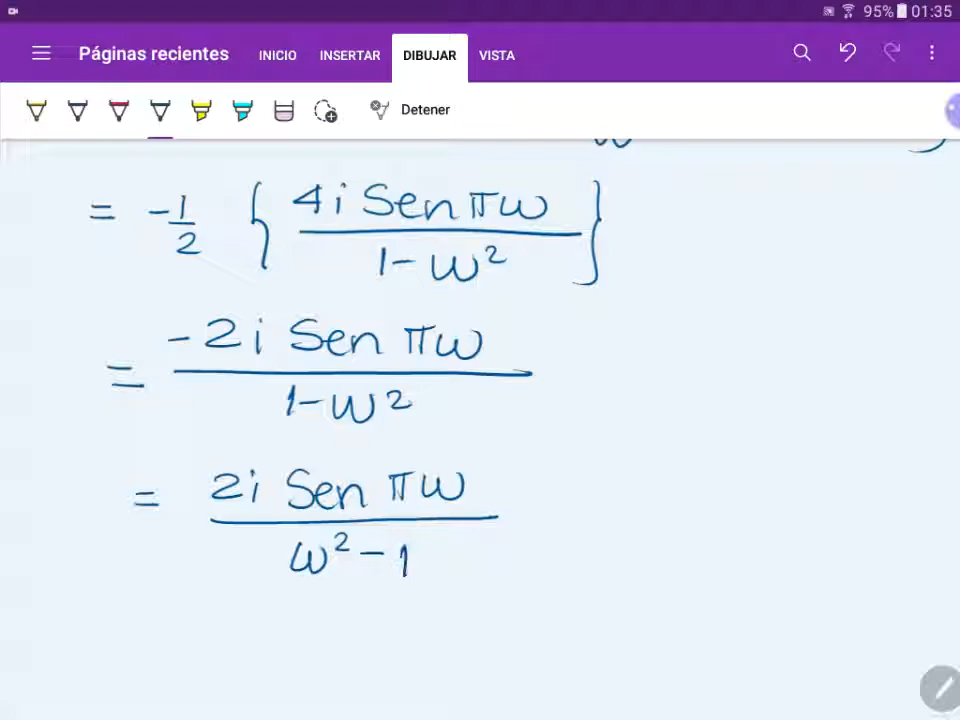 95% 01:35
Páginas recientes INICIO INSERTAR DIBUJAR VISTA
Detener
= -1/2 { 4i Sen πω / 1-ω² }
= -2i Sen πω / 1-ω²
= 2i Sen πω / ω²-1